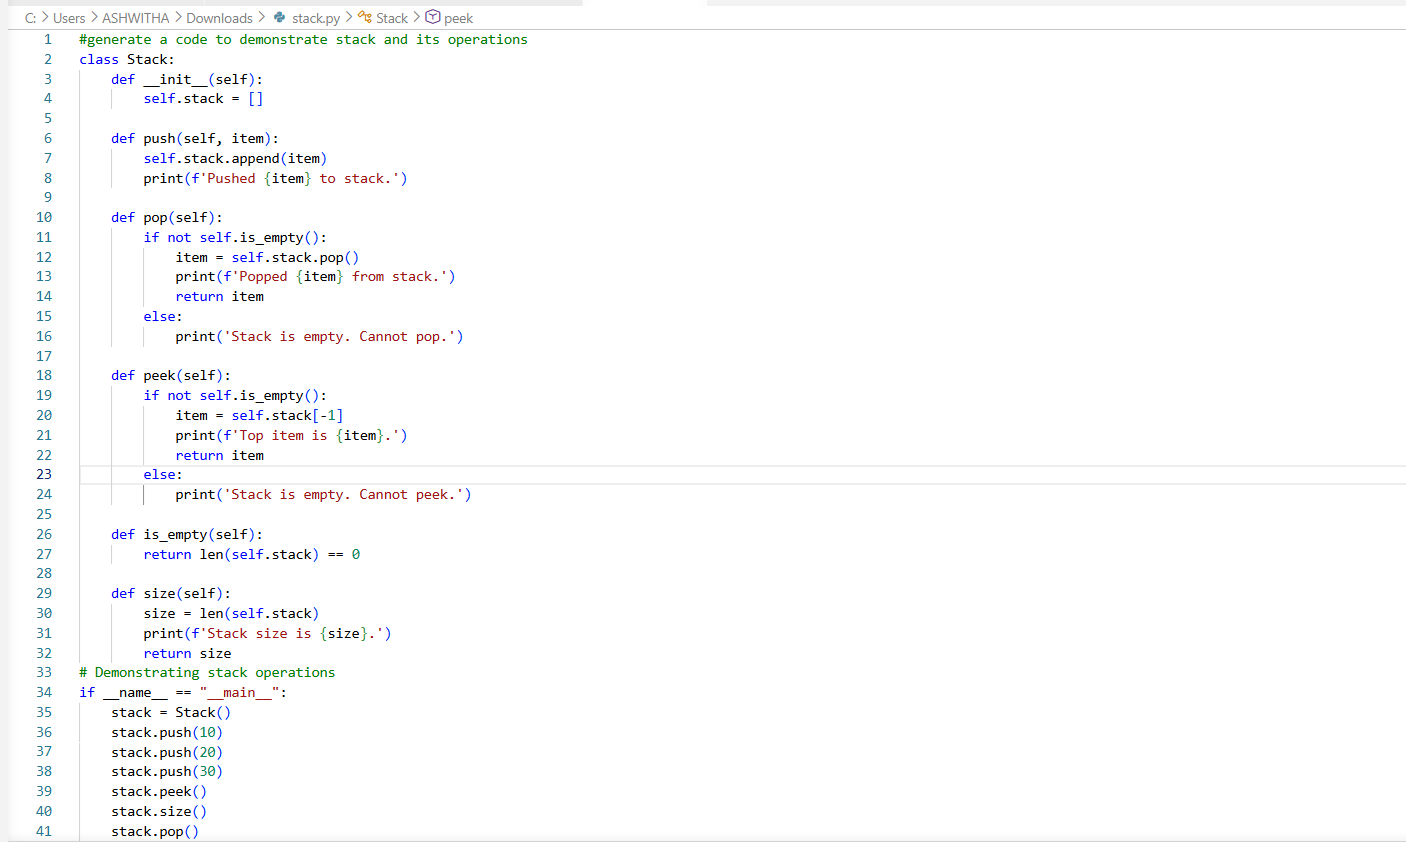 C: > Users > ASHWITHA > Downloads > stack.py > Stack > peek
1 #generate a code to demonstrate stack and its operations
2 class Stack:
3     def __init__(self):
4         self.stack = []
5
6     def push(self, item):
7         self.stack.append(item)
8         print(f'Pushed {item} to stack.')
9
10     def pop(self):
11         if not self.is_empty():
12             item = self.stack.pop()
13             print(f'Popped {item} from stack.')
14             return item
15         else:
16             print('Stack is empty. Cannot pop.')
17
18     def peek(self):
19         if not self.is_empty():
20             item = self.stack[-1]
21             print(f'Top item is {item}.')
22             return item
23         else:
24             print('Stack is empty. Cannot peek.')
25
26     def is_empty(self):
27         return len(self.stack) == 0
28
29     def size(self):
30         size = len(self.stack)
31         print(f'Stack size is {size}.')
32         return size
33 # Demonstrating stack operations
34 if __name__ == "__main__":
35     stack = Stack()
36     stack.push(10)
37     stack.push(20)
38     stack.push(30)
39     stack.peek()
40     stack.size()
41     stack.pop()